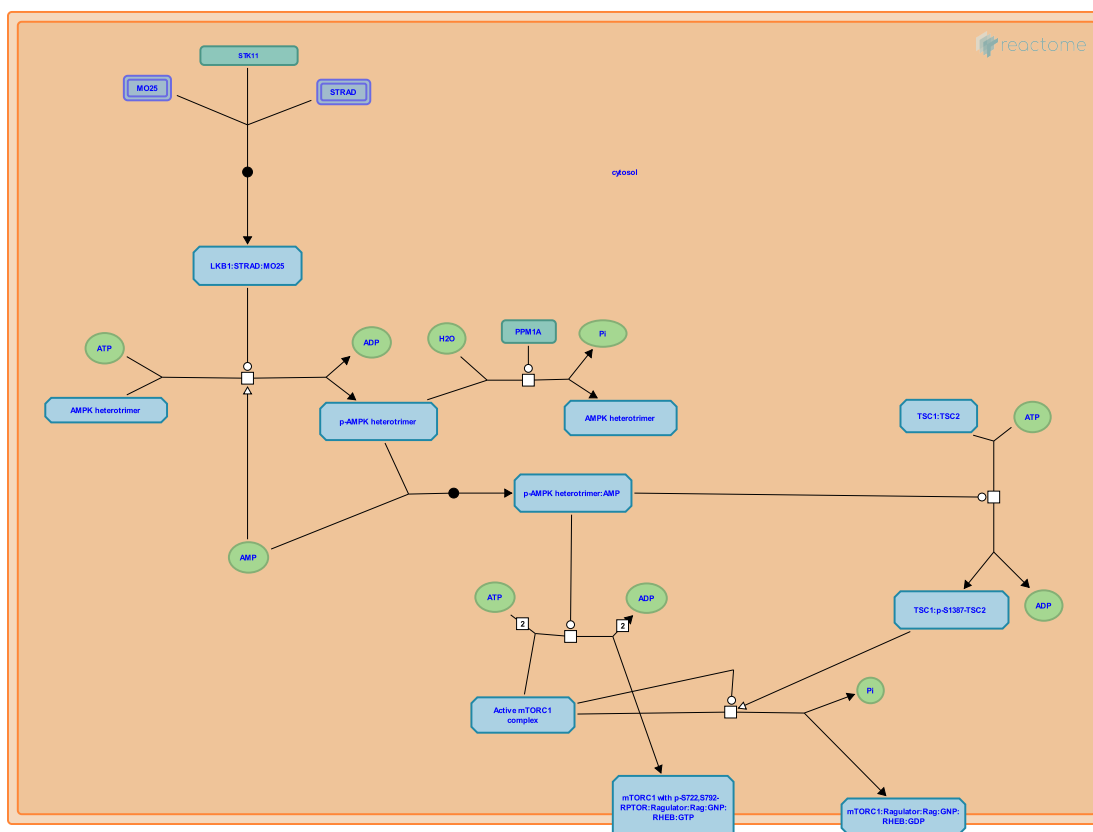 reactome
STK11
MO25
STRAD
cytosol
LKB1:STRAD:MO25
ATP
ADP
H2O
PPM1A
Pi
AMPK heterotrimer
p-AMPK heterotrimer
AMPK heterotrimer
TSC1:TSC2
ATP
p-AMPK heterotrimer:AMP
AMP
ATP
ADP
TSC1:p-S1387-TSC2
ADP
2
2
Active mTORC1
complex
Pi
mTORC1 with p-S722,S792-
RPTOR:Ragulator:Rag:GNP:
RHEB:GTP
mTORC1:Ragulator:Rag:GNP:
RHEB:GDP